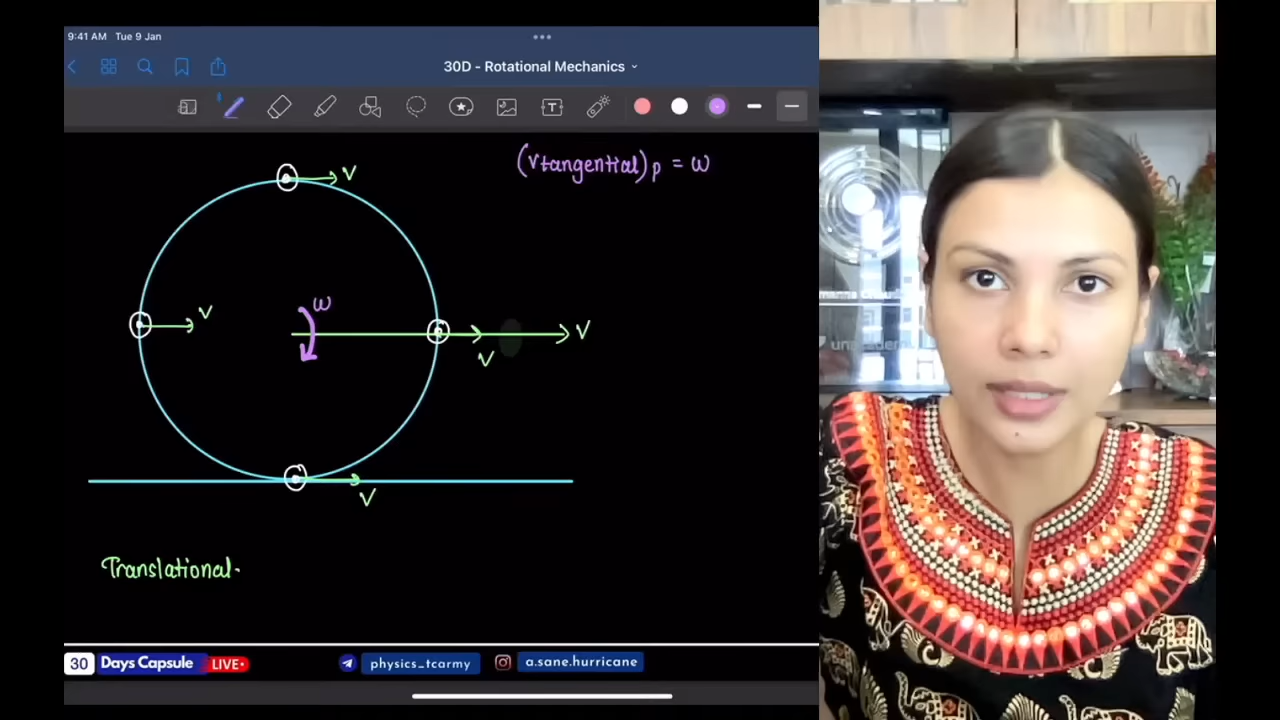 9:41 AM Tue 9 Jan
30D - Rotational Mechanics
T
(Vtangential)p = ω
V
V
ω
V
V
V
Translational
30 Days Capsule LIVE
physics_tcarmy
a.sane.hurricane